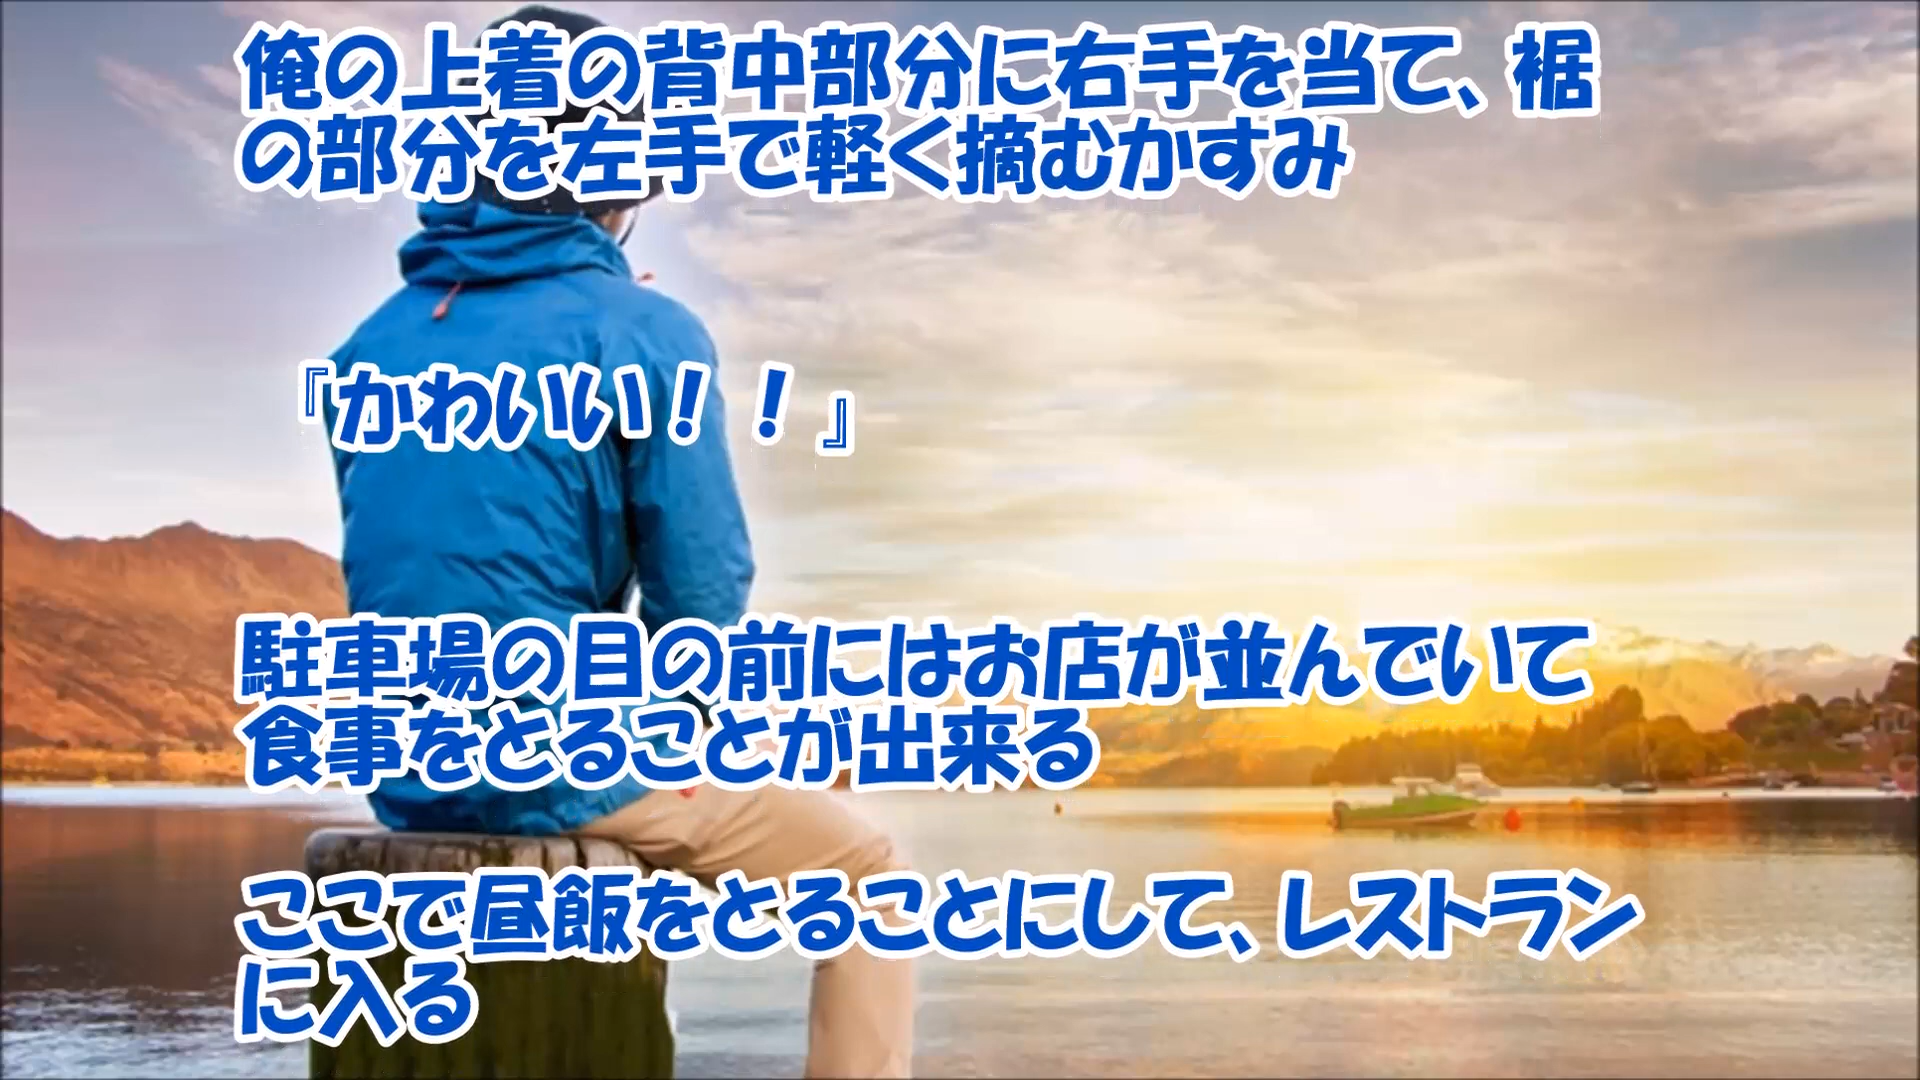 俺の上着の背中部分に右手を当て、裾
の部分を左手で軽く摘むかすみ
『かわいい！！』
駐車場の目の前にはお店が並んでいて
食事をとることが出来る
ここで昼飯をとることにして、レストラン
に入る